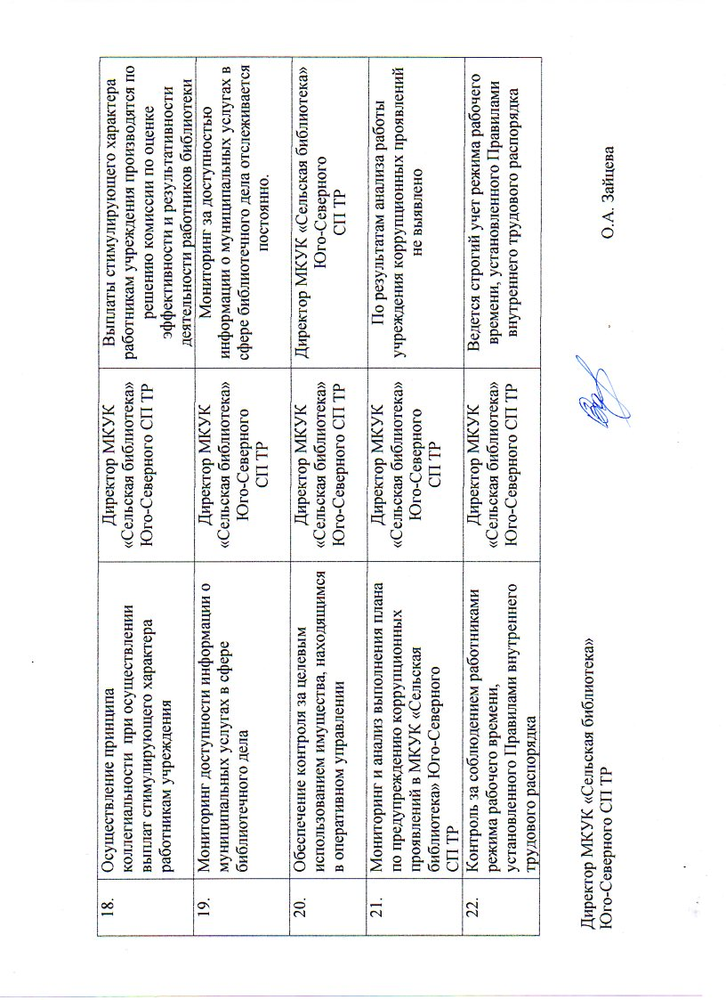 18.
Осуществление принципа
коллегиальности при осуществлении
выплат стимулирующего характера
работникам учреждения
Директор МКУК
«Сельская библиотека»
Юго-Северного СП ТР
Выплаты стимулирующего характера
работникам учреждения производятся по
решению комиссии по оценке
эффективности и результативности
деятельности работников библиотеки
19.
Мониторинг доступности информации о
муниципальных услугах в сфере
библиотечного дела
Директор МКУК
«Сельская библиотека»
Юго-Северного
СП ТР
Мониторинг за доступностью
информации о муниципальных услугах в
сфере библиотечного дела отслеживается
постоянно.
20.
Обеспечение контроля за целевым
использованием имущества, находящимся
в оперативном управлении
Директор МКУК
«Сельская библиотека»
Юго-Северного СП ТР
Директор МКУК «Сельская библиотека»
Юго-Северного
СП ТР
21.
Мониторинг и анализ выполнения плана
по предупреждению коррупционных
проявлений в МКУК «Сельская
библиотека» Юго-Северного
СП ТР
Директор МКУК
«Сельская библиотека»
Юго-Северного
СП ТР
По результатам анализа работы
учреждения коррупционных проявлений
не выявлено
22.
Контроль за соблюдением работниками
режима рабочего времени,
установленного Правилами внутреннего
трудового распорядка
Директор МКУК
«Сельская библиотека»
Юго-Северного СП ТР
Ведется строгий учет режима рабочего
времени, установленного Правилами
внутреннего трудового распорядка
Директор МКУК «Сельская библиотека»
Юго-Северного СП ТР
О.А. Зайцева